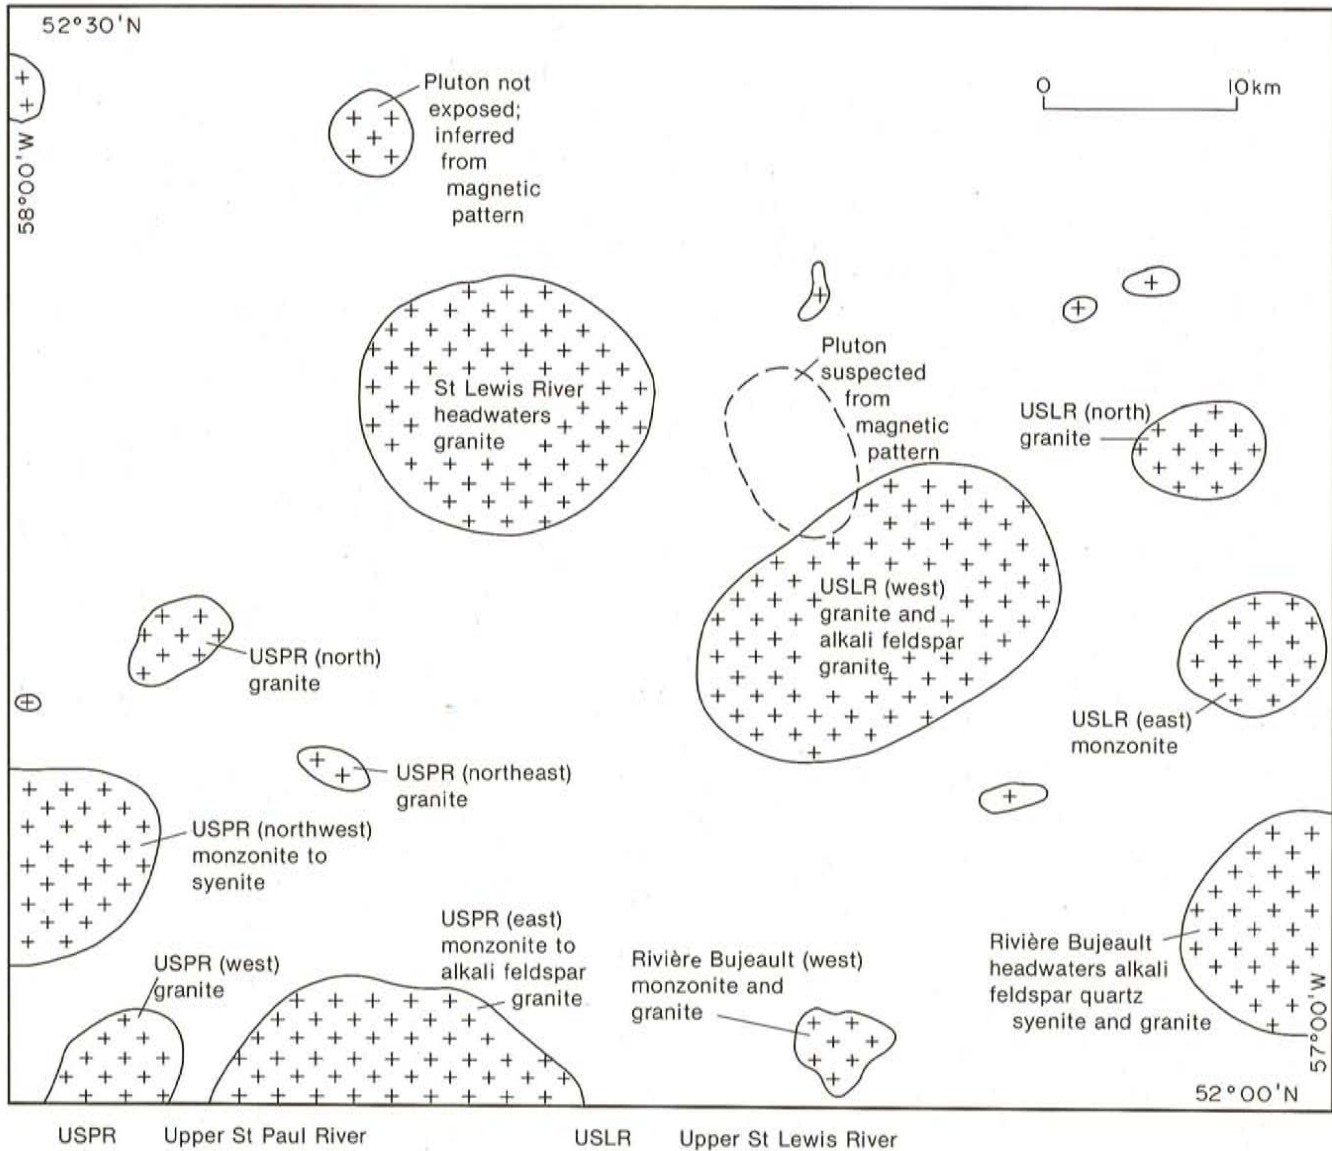 52°30'N
58°00'W
Pluton not
exposed;
inferred
from
magnetic
pattern
0 10km
Pluton
suspected
from
magnetic
pattern
St Lewis River
headwaters
granite
USLR (north)
granite
USLR (west)
granite and
alkali feldspar
granite
USPR (north)
granite
USLR (east)
monzonite
USPR (northeast)
granite
USPR (northwest)
monzonite to
syenite
USPR (east)
monzonite to
alkali feldspar
granite
USPR (west)
granite
Rivière Bujeault (west)
monzonite and
granite
Rivière Bujeault
headwaters alkali
feldspar quartz
syenite and granite
57°00'W
52°00'N
USPR Upper St Paul River USLR Upper St Lewis River